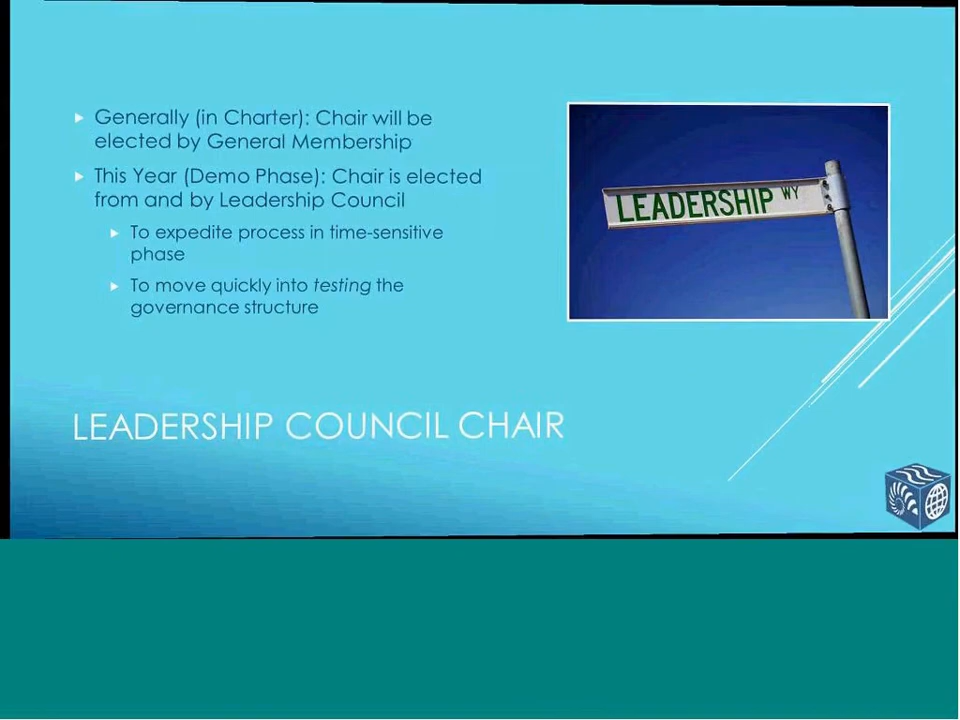 Generally (in Charter): Chair will be
elected by General Membership
This Year (Demo Phase): Chair is elected
from and by Leadership Council
To expedite process in time-sensitive
phase
To move quickly into testing the
governance structure
LEADERSHIP WY
LEADERSHIP COUNCIL CHAIR